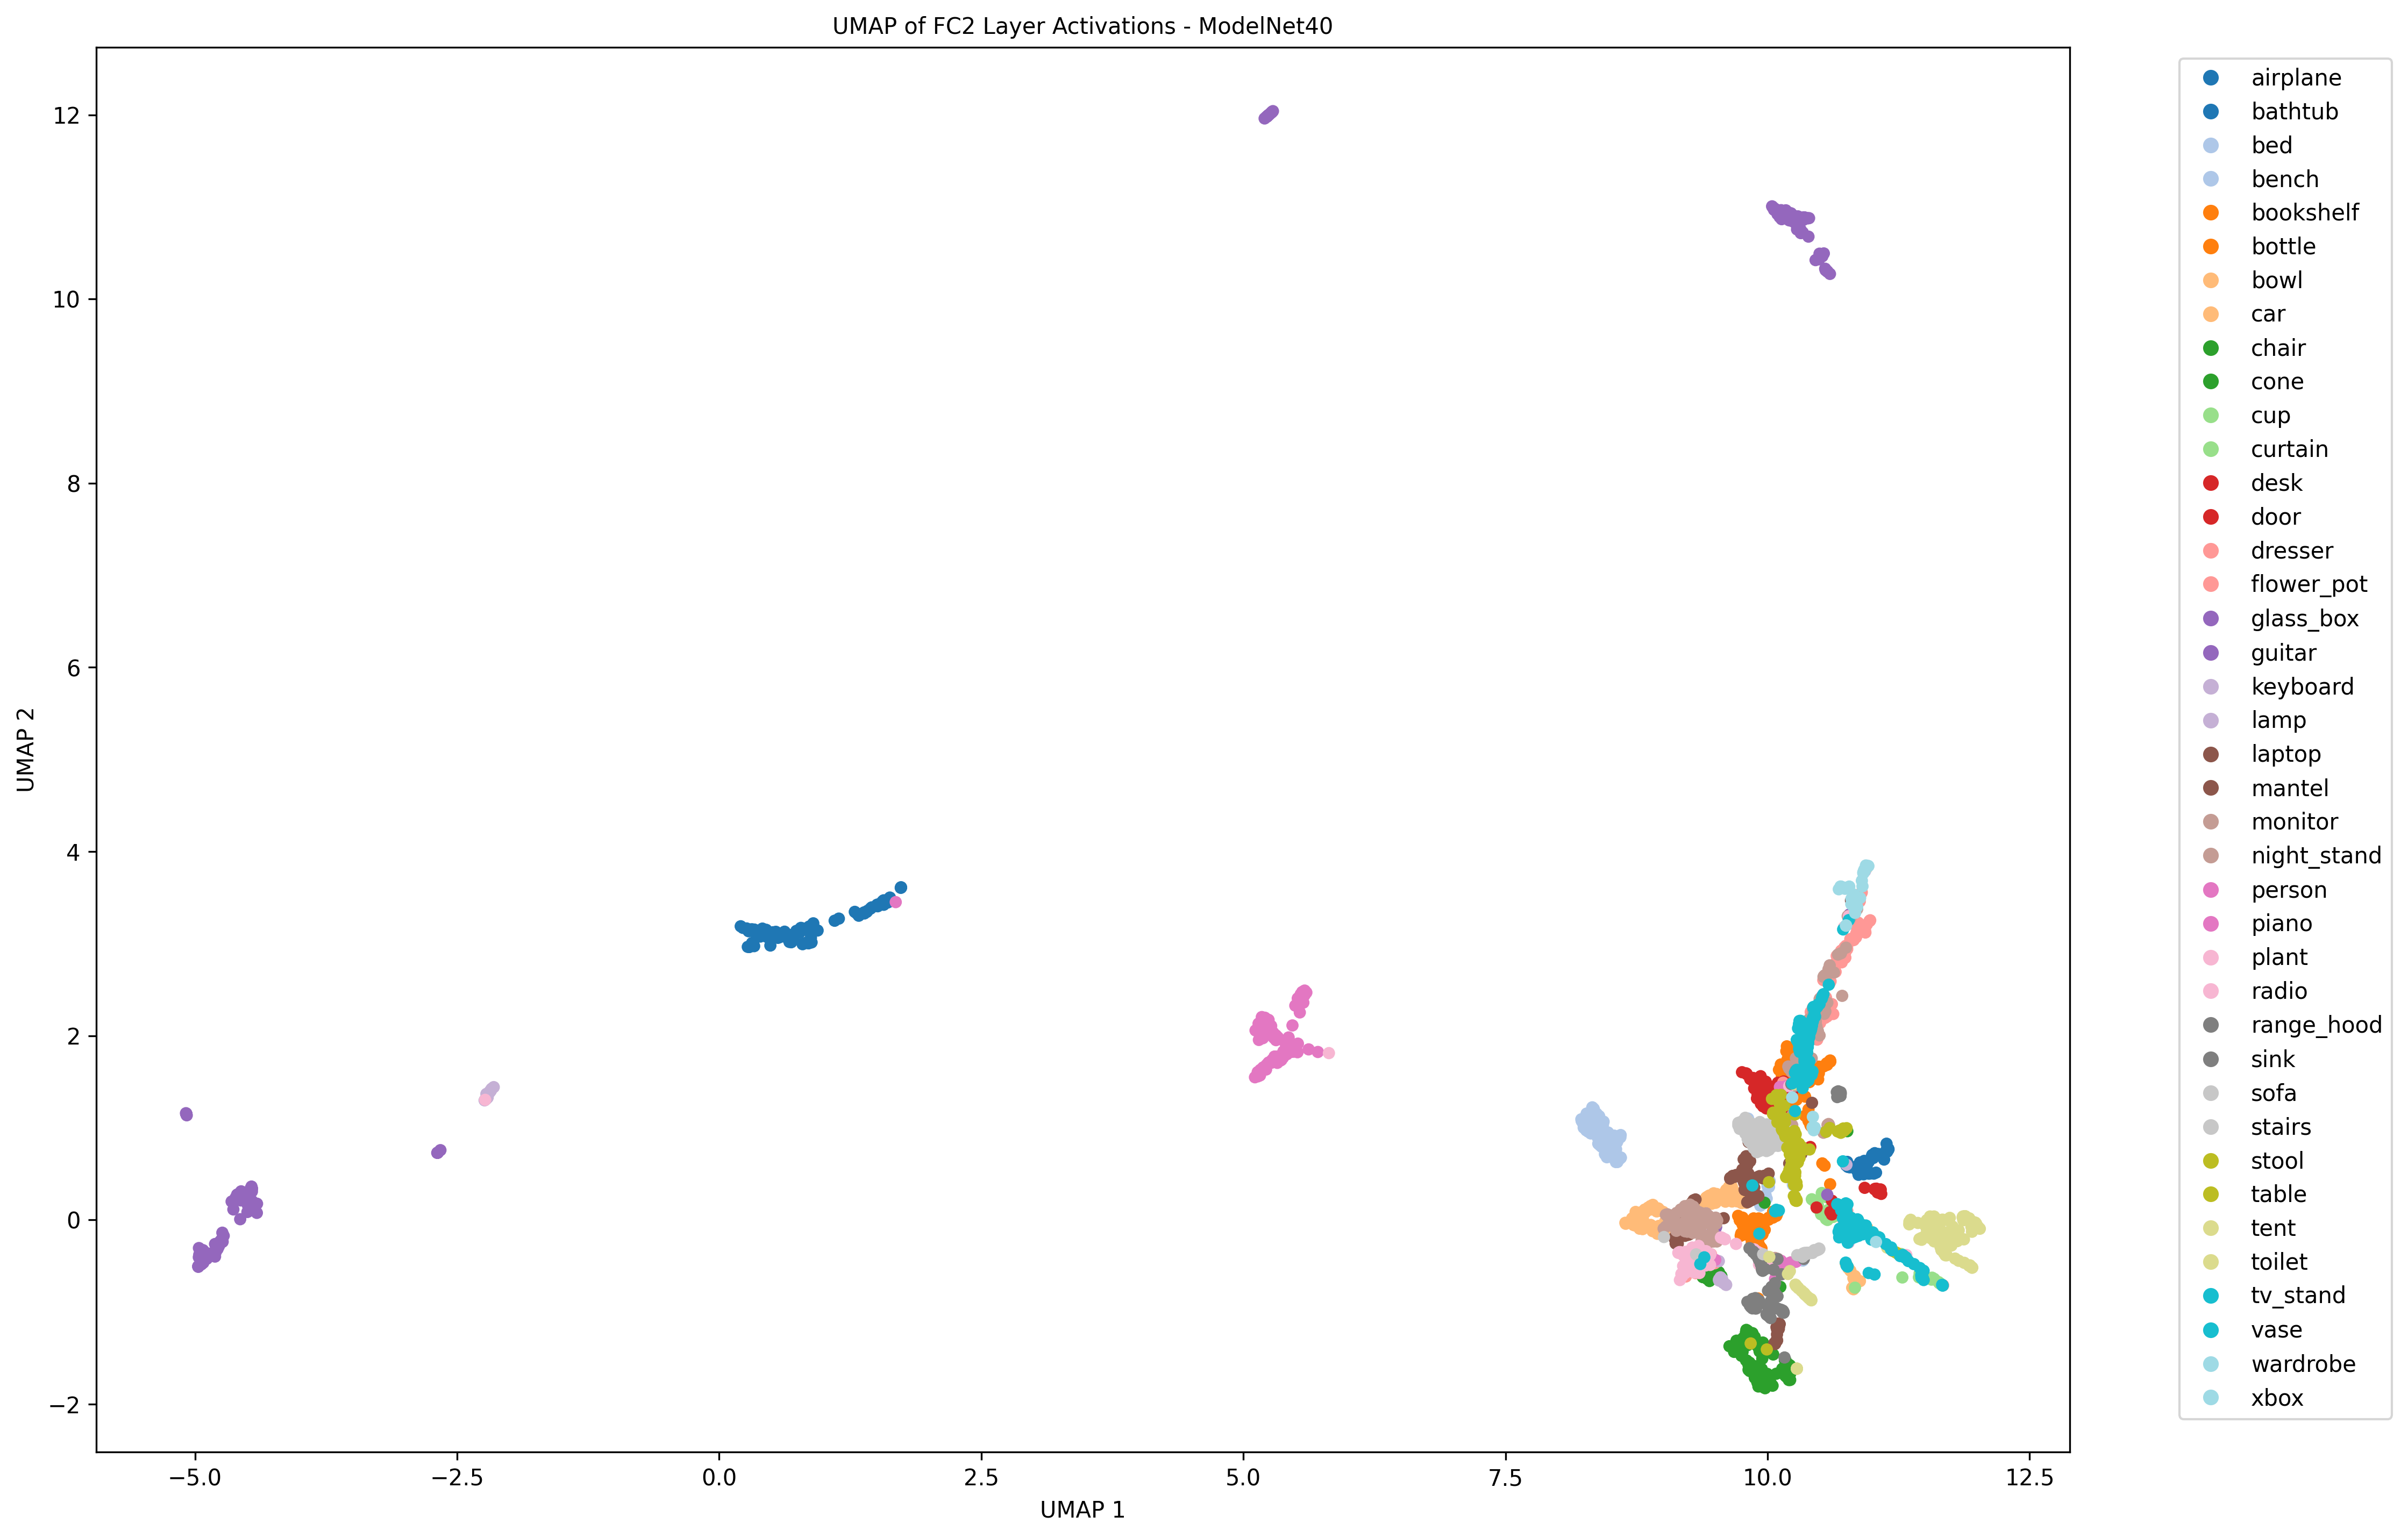 UMAP of FC2 Layer Activations - ModelNet40
UMAP 2
12
10
8
6
4
2
0
−2
−5.0
−2.5
0.0
2.5
5.0
7.5
10.0
12.5
UMAP 1
airplane
bathtub
bed
bench
bookshelf
bottle
bowl
car
chair
cone
cup
curtain
desk
door
dresser
flower_pot
glass_box
guitar
keyboard
lamp
laptop
mantel
monitor
night_stand
person
piano
plant
radio
range_hood
sink
sofa
stairs
stool
table
tent
toilet
tv_stand
vase
wardrobe
xbox